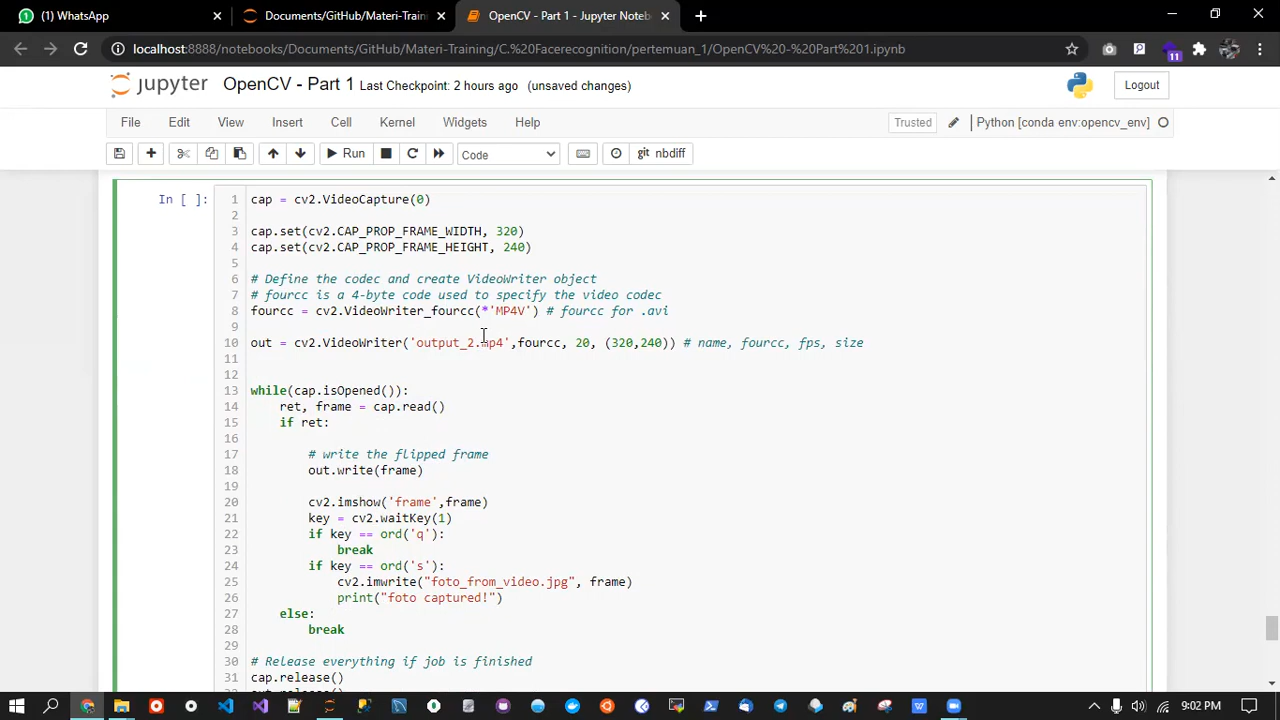 (1) WhatsApp
Documents/GitHub/Materi-Train
OpenCV - Part 1 - Jupyter Noteb
localhost:8888/notebooks/Documents/GitHub/Materi-Training/C.%20Facerecognition/pertemuan_1/OpenCV%20-%20Part%201.ipynb
11
jupyter OpenCV - Part 1 Last Checkpoint: 2 hours ago (unsaved changes)
Logout
File Edit View Insert Cell Kernel Widgets Help
Trusted Python [conda env:opencv_env]
Run Code git nbdiff
In [ ]:
1 cap = cv2.VideoCapture(0)
2
3 cap.set(cv2.CAP_PROP_FRAME_WIDTH, 320)
4 cap.set(cv2.CAP_PROP_FRAME_HEIGHT, 240)
5
6 # Define the codec and create VideoWriter object
7 # fourcc is a 4-byte code used to specify the video codec
8 fourcc = cv2.VideoWriter_fourcc(*'MP4V') # fourcc for .avi
9
10 out = cv2.VideoWriter('output_2.mp4',fourcc, 20, (320,240)) # name, fourcc, fps, size
11
12
13 while(cap.isOpened()):
14 ret, frame = cap.read()
15 if ret:
16
17 # write the flipped frame
18 out.write(frame)
19
20 cv2.imshow('frame',frame)
21 key = cv2.waitKey(1)
22 if key == ord('q'):
23 break
24 if key == ord('s'):
25 cv2.imwrite("foto_from_video.jpg", frame)
26 print("foto captured!")
27 else:
28 break
29
30 # Release everything if job is finished
31 cap.release()
9:02 PM